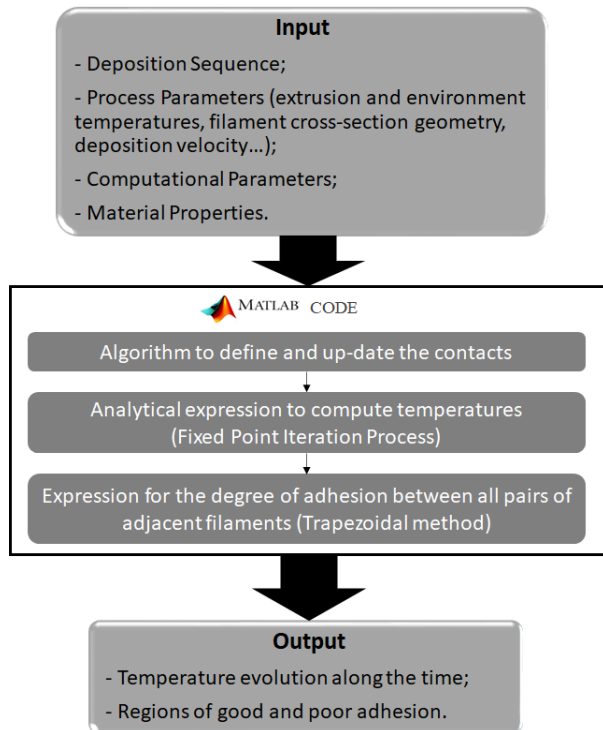 Input
- Deposition Sequence;
- Process Parameters (extrusion and environment
temperatures, filament cross-section geometry,
deposition velocity...);
- Computational Parameters;
- Material Properties.
MATLAB CODE
Algorithm to define and up-date the contacts
Analytical expression to compute temperatures
(Fixed Point Iteration Process)
Expression for the degree of adhesion between all pairs of
adjacent filaments (Trapezoidal method)
Output
- Temperature evolution along the time;
- Regions of good and poor adhesion.